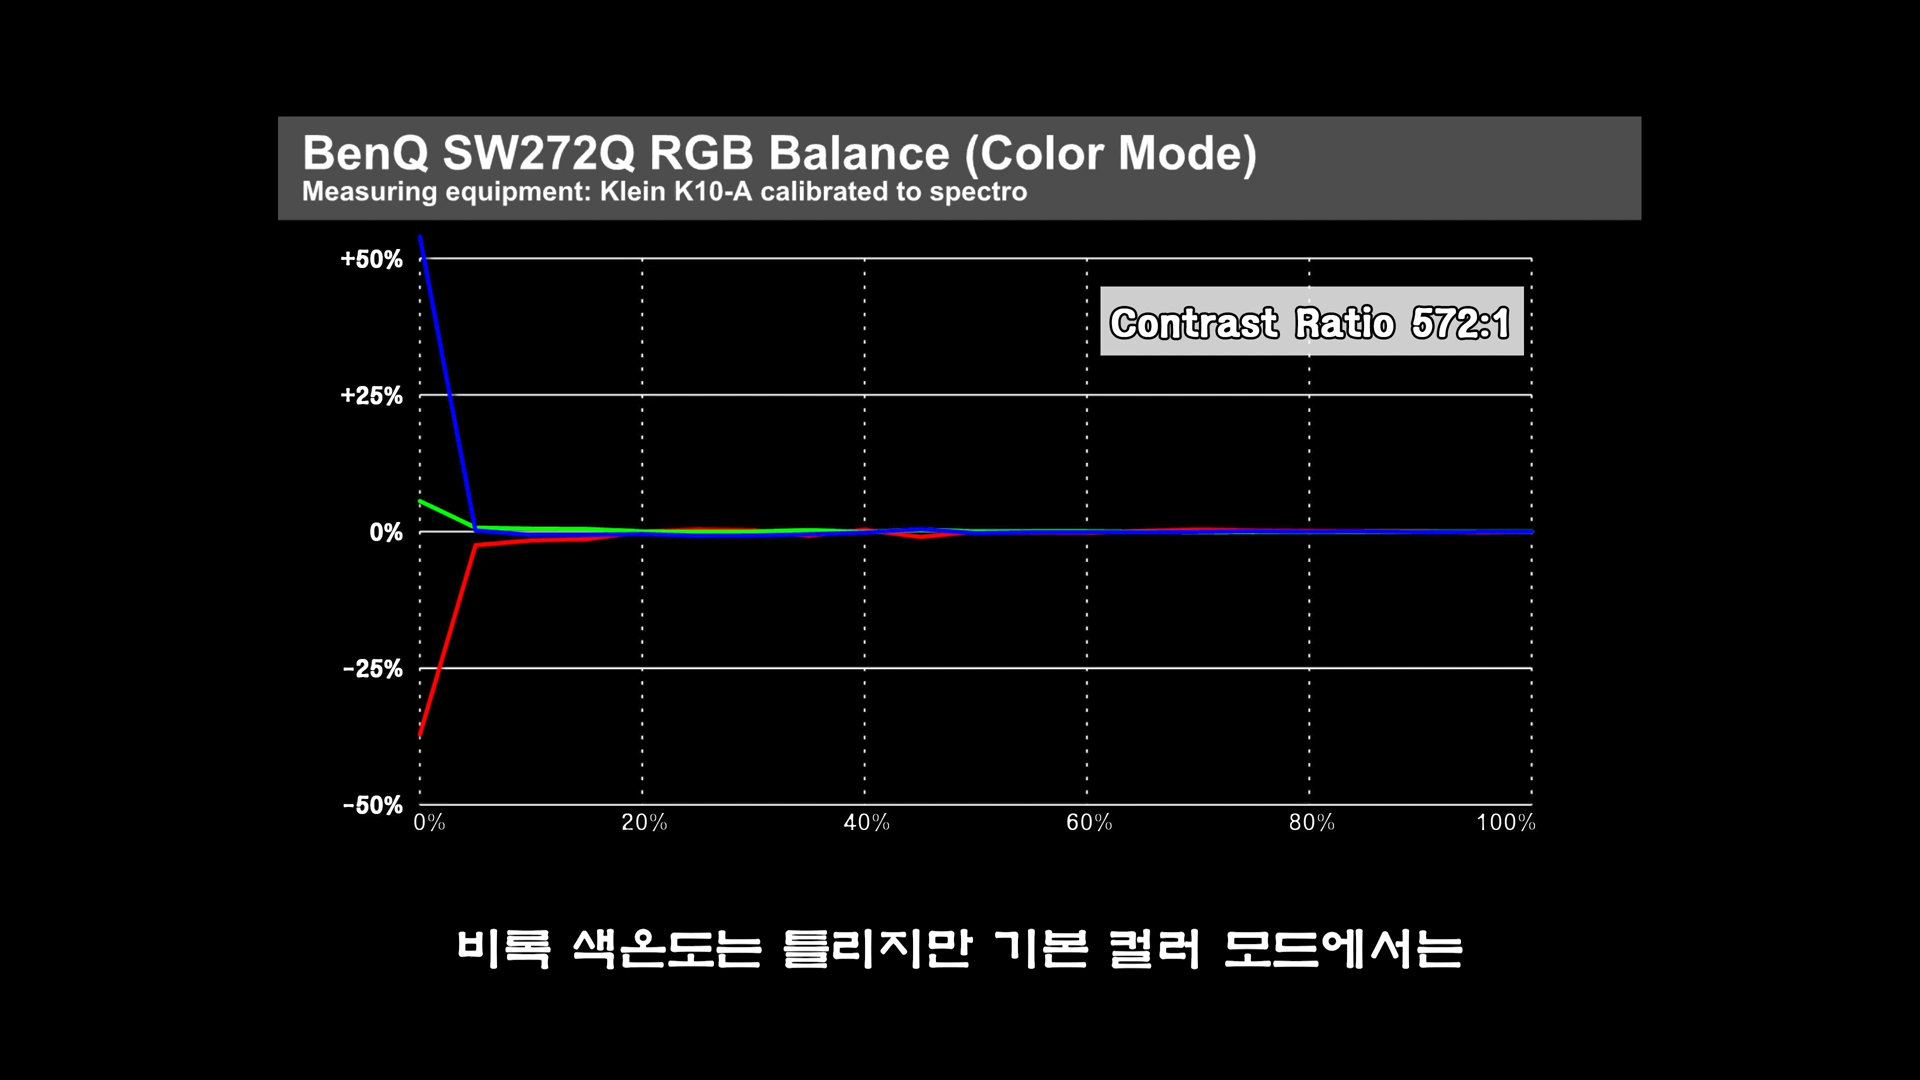 BenQ SW272Q RGB Balance (Color Mode)
Measuring equipment: Klein K10-A calibrated to spectro
+50%
Contrast Ratio 572:1
+25%
0%
-25%
-50%
0% 20% 40% 60% 80% 100%
비록 색온도는 틀리지만 기본 컬러 모드에서는